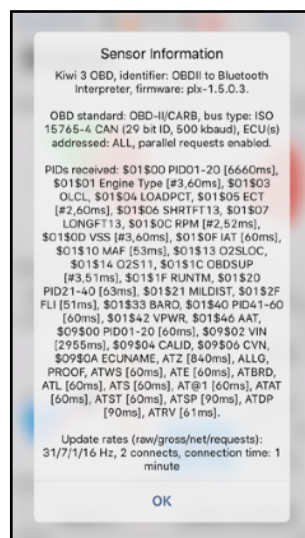 Sensor Information
Kiwi 3 OBD, identifier: OBDII to Bluetooth
Interpreter, firmware: plx-1.5.0.3.
OBD standard: OBD-II/CARB, bus type: ISO
15765-4 CAN (29 bit ID, 500 kbaud), ECU(s)
addressed: ALL, parallel requests enabled.
PIDs received: $01$00 PID01-20 [6660ms],
$01$01 Engine Type [#3,60ms], $01$03
OLCL, $01$04 LOADPCT, $01$05 ECT
[#2,60ms], $01$06 SHRTFT13, $01$07
LONGFT13, $01$0C RPM [#2,52ms],
$01$0D VSS [#3,60ms], $01$0F IAT [60ms],
$01$10 MAF [53ms], $01$13 O2SLOC,
$01$14 O2S11, $01$1C OBDSUP
[#3,51ms], $01$1F RUNTM, $01$20
PID21-40 [63ms], $01$21 MILDIST, $01$2F
FLI [51ms], $01$33 BARO, $01$40 PID41-60
[60ms], $01$42 VPWR, $01$46 AAT,
$09$00 PID01-20 [60ms], $09$02 VIN
[2955ms], $09$04 CALID, $09$06 CVN,
$09$0A ECUNAME, ATZ [840ms], ALLG,
PROOF, ATWS [60ms], ATE [60ms], ATBRD,
ATL [60ms], ATS [60ms], AT@1 [60ms], ATAT
[60ms], ATST [60ms], ATSP [90ms], ATDP
[90ms], ATRV [61ms].
Update rates (raw/gross/net/requests):
31/7/1/16 Hz, 2 connects, connection time: 1
minute
OK